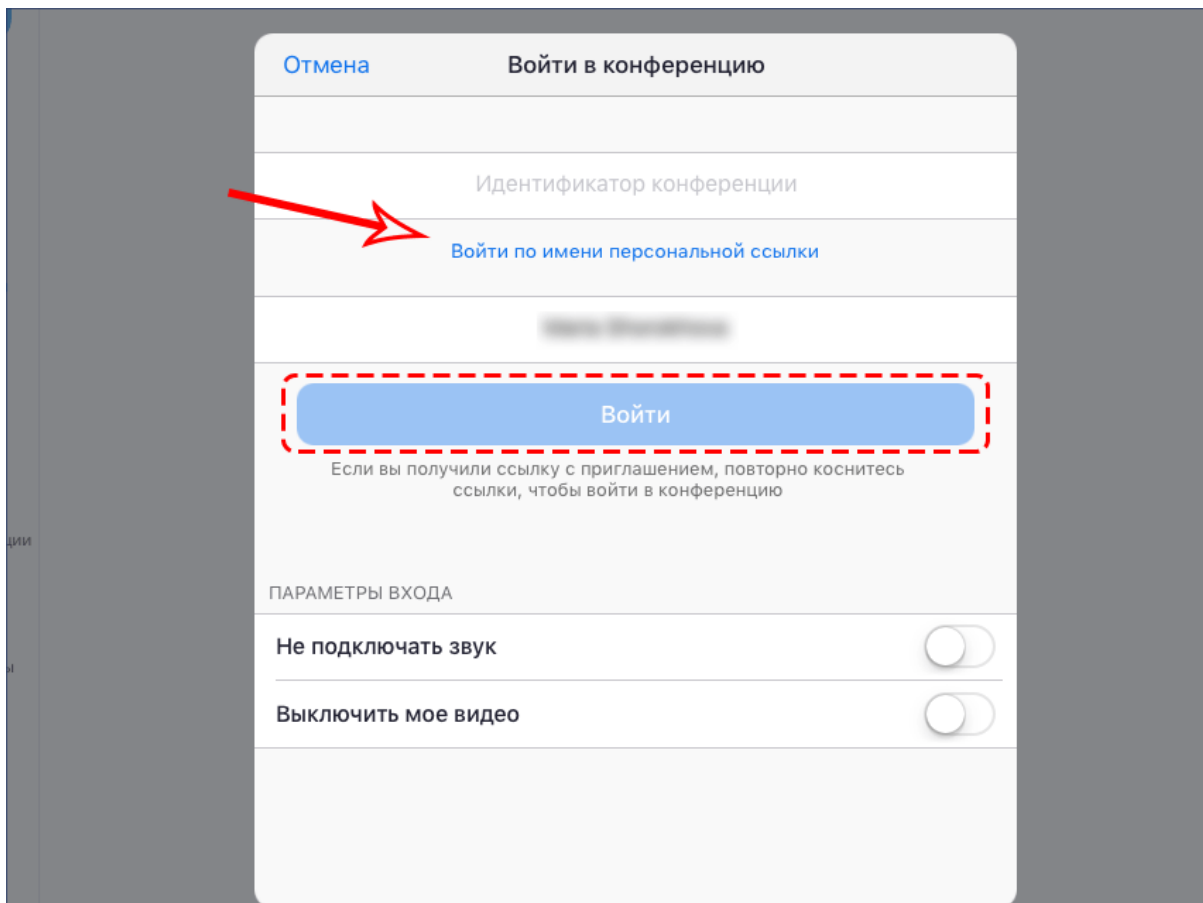 Отмена
Войти в конференцию
Идентификатор конференции
Войти по имени персональной ссылки
Войти
Если вы получили ссылку с приглашением, повторно коснитесь
ссылки, чтобы войти в конференцию
ции
ПАРАМЕТРЫ ВХОДА
Не подключать звук
ы
Выключить мое видео